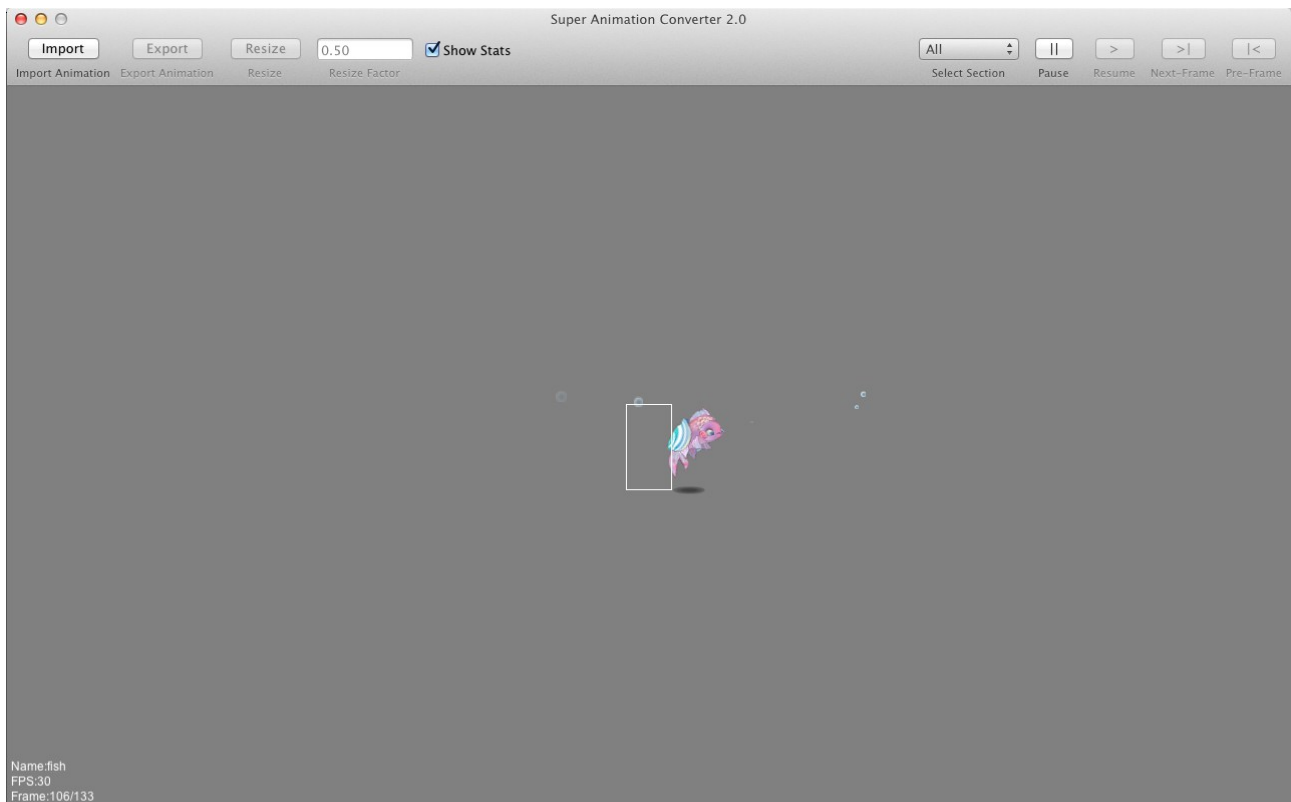 Super Animation Converter 2.0
Import Export Resize 0.50 Show Stats All || > >| |<
Import Animation Export Animation Resize Resize Factor Select Section Pause Resume Next-Frame Pre-Frame
Name:fish
FPS:30
Frame:106/133